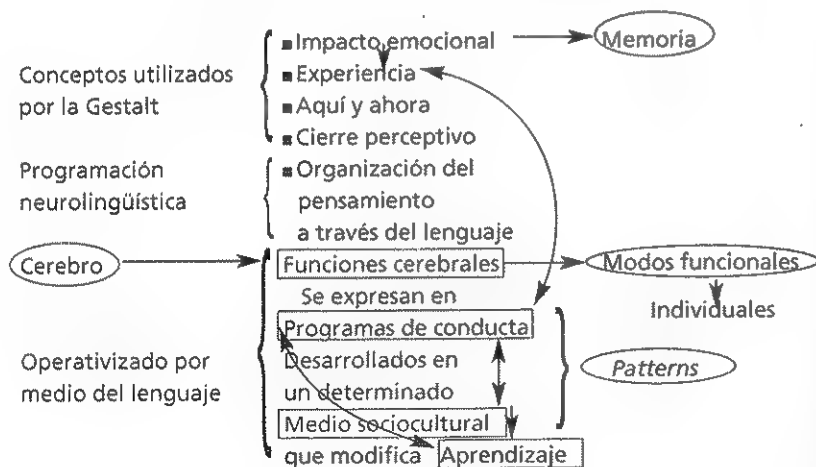 ■ Impacto emocional
Memoria
Conceptos utilizados
por la Gestalt
■ Experiencia
■ Aquí y ahora
■ Cierre perceptivo
Programación
neurolingüística
■ Organización del
pensamiento
a través del lenguaje
Cerebro
Funciones cerebrales
Modos funcionales
Individuales
Se expresan en
Programas de conducta
Operativizado por
medio del lenguaje
Desarrollados en
un determinado
Patterns
Medio sociocultural
que modifica Aprendizaje